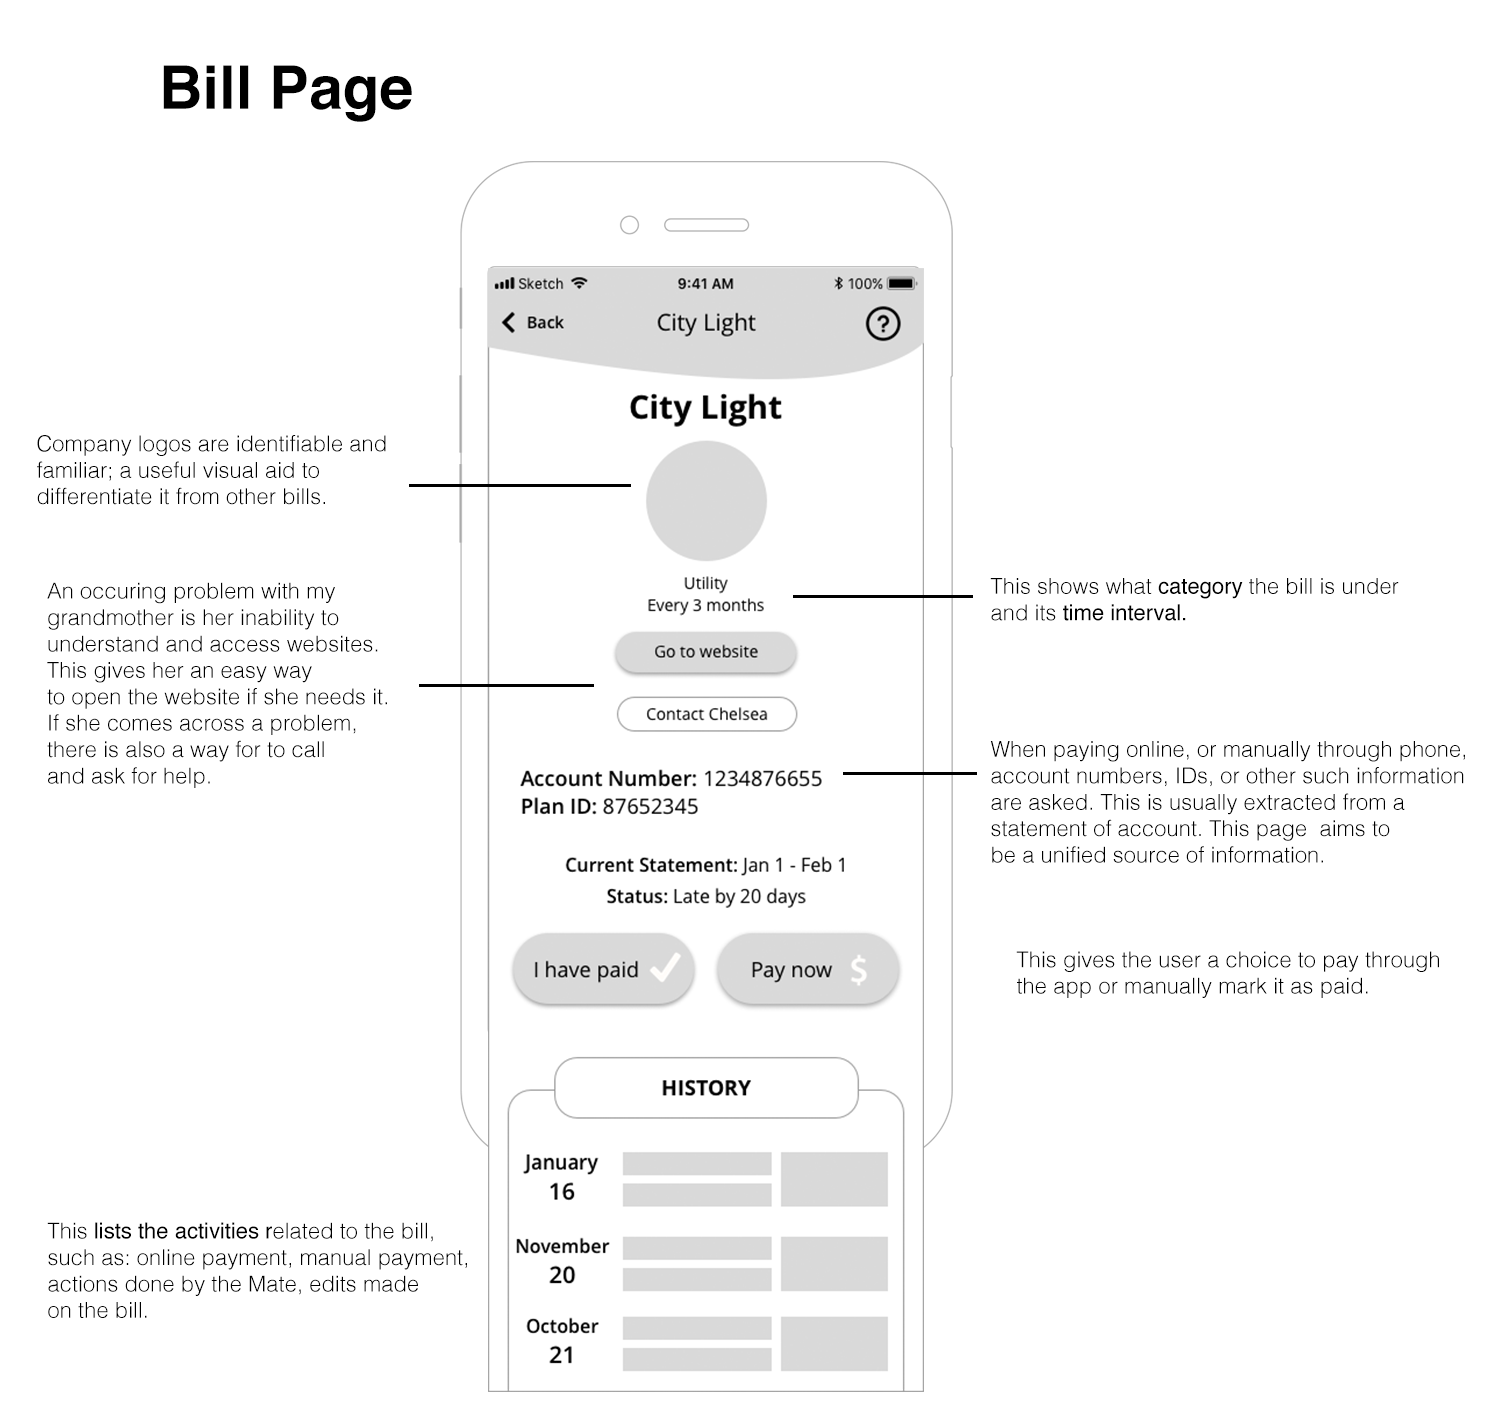 Bill Page
Sketch
9:41 AM
100%
Back
City Light
?
City Light
Company logos are identifiable and
familiar; a useful visual aid to
differentiate it from other bills.
Utility
Every 3 months
This shows what category the bill is under
and its time interval.
An occuring problem with my
grandmother is her inability to
understand and access websites.
This gives her an easy way
to open the website if she needs it.
If she comes across a problem,
there is also a way for to call
and ask for help.
Go to website
Contact Chelsea
Account Number: 1234876655
Plan ID: 87652345
When paying online, or manually through phone,
account numbers, IDs, or other such information
are asked. This is usually extracted from a
statement of account. This page aims to
be a unified source of information.
Current Statement: Jan 1 - Feb 1
Status: Late by 20 days
I have paid
Pay now $
This gives the user a choice to pay through
the app or manually mark it as paid.
HISTORY
January
16
November
20
October
21
This lists the activities related to the bill,
such as: online payment, manual payment,
actions done by the Mate, edits made
on the bill.